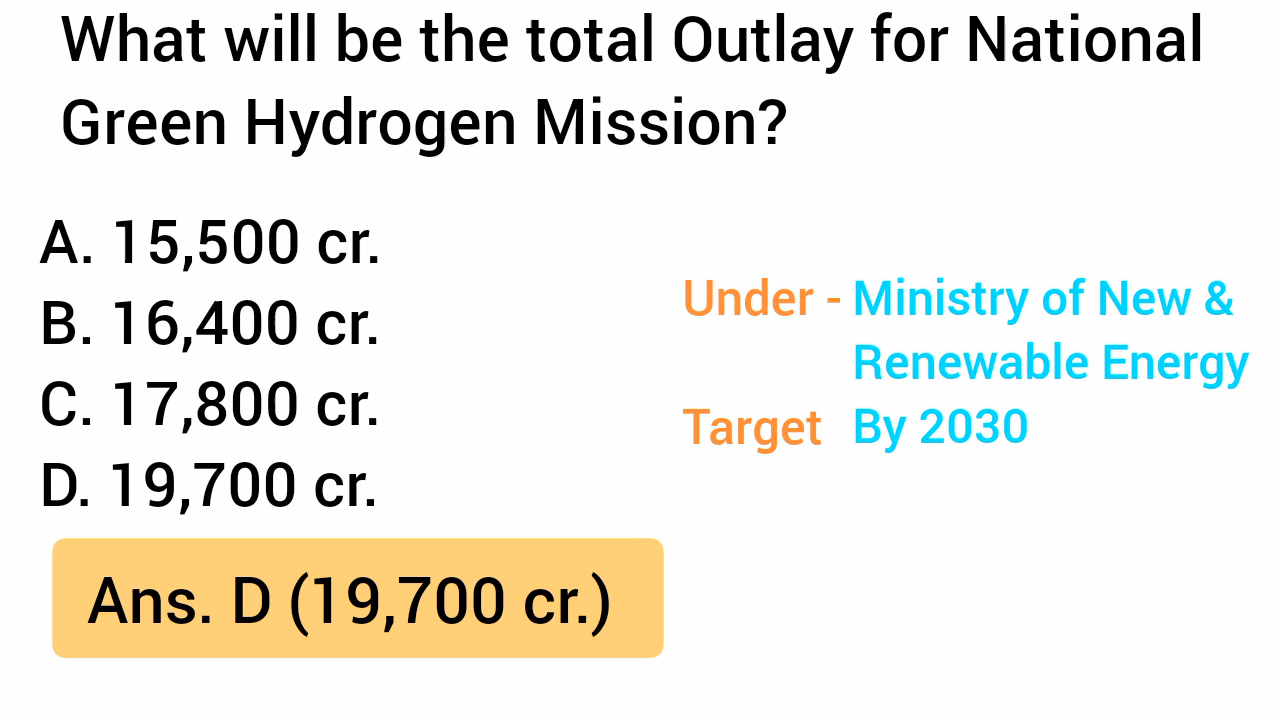 What will be the total Outlay for National
Green Hydrogen Mission?
A. 15,500 cr.
B. 16,400 cr.
C. 17,800 cr.
D. 19,700 cr.
Under - Ministry of New &
Renewable Energy
Target By 2030
Ans. D (19,700 cr.)